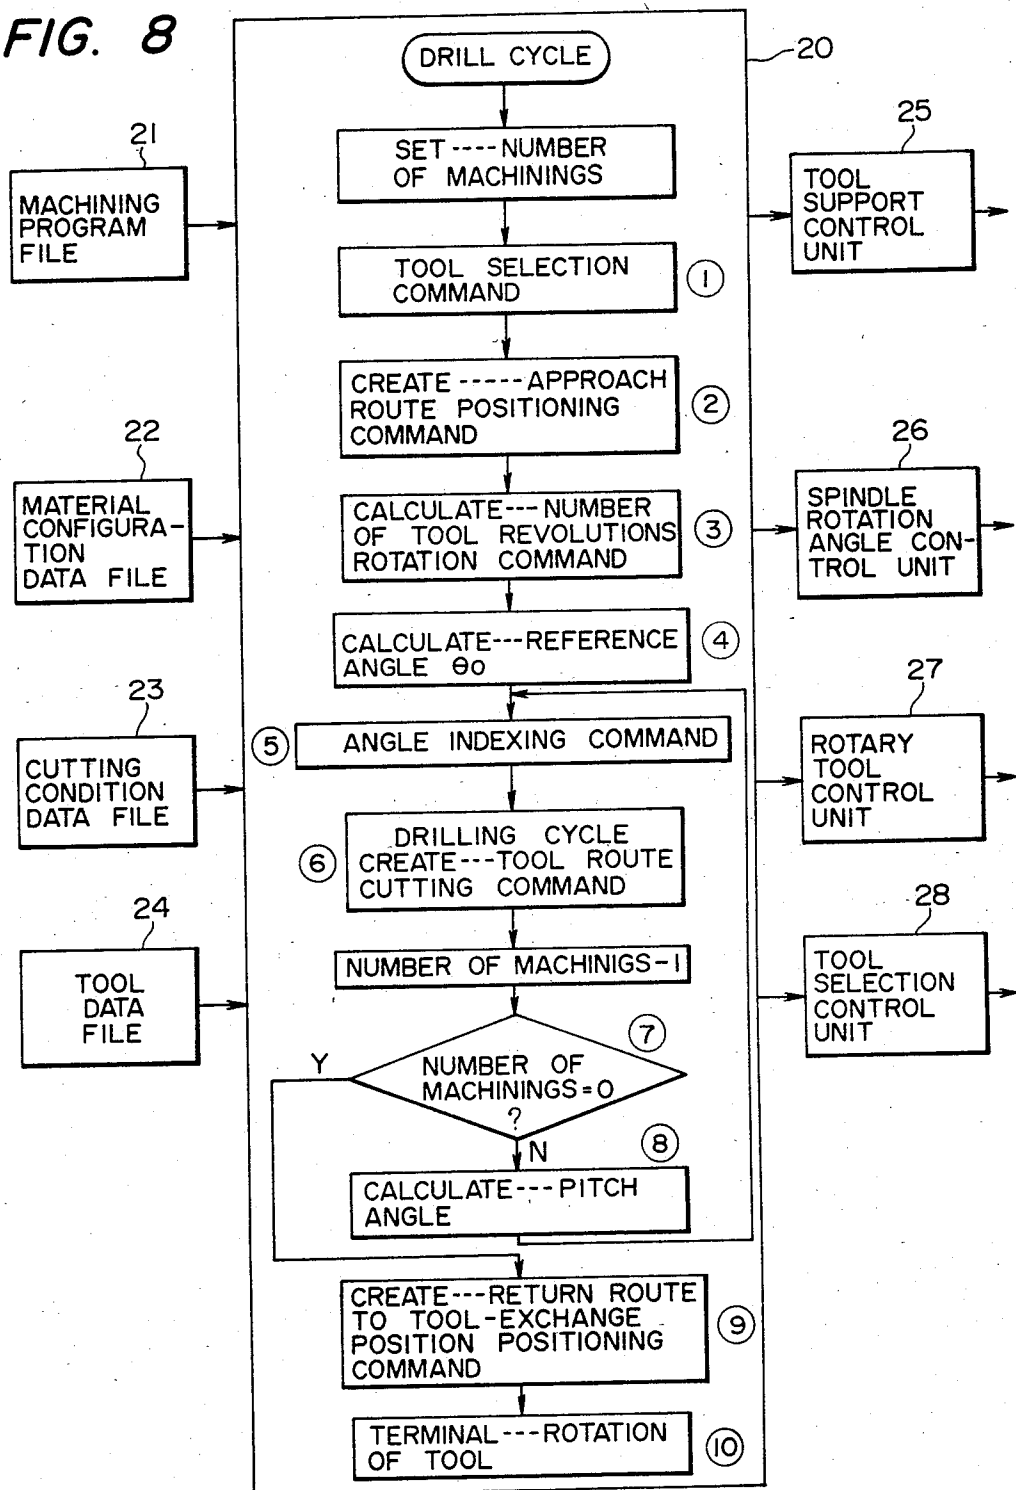 FIG. 8
20
DRILL CYCLE
SET----NUMBER
OF MACHININGS
TOOL SELECTION
COMMAND
①
CREATE-----APPROACH
ROUTE POSITIONING
COMMAND
②
CALCULATE---NUMBER
OF TOOL REVOLUTIONS
ROTATION COMMAND
③
CALCULATE---REFERENCE
ANGLE θo
④
⑤
ANGLE INDEXING COMMAND
⑥
DRILLING CYCLE
CREATE---TOOL ROUTE
CUTTING COMMAND
NUMBER OF MACHINIGS-1
⑦
NUMBER OF
MACHININGS=0
?
Y
N
⑧
CALCULATE---PITCH
ANGLE
CREATE---RETURN ROUTE
TO TOOL-EXCHANGE
POSITION POSITIONING
COMMAND
⑨
TERMINAL---ROTATION
OF TOOL
⑩
21
MACHINING
PROGRAM
FILE
22
MATERIAL
CONFIGURA-
TION
DATA FILE
23
CUTTING
CONDITION
DATA FILE
24
TOOL
DATA
FILE
25
TOOL
SUPPORT
CONTROL
UNIT
26
SPINDLE
ROTATION
ANGLE CON-
TROL UNIT
27
ROTARY
TOOL
CONTROL
UNIT
28
TOOL
SELECTION
CONTROL
UNIT